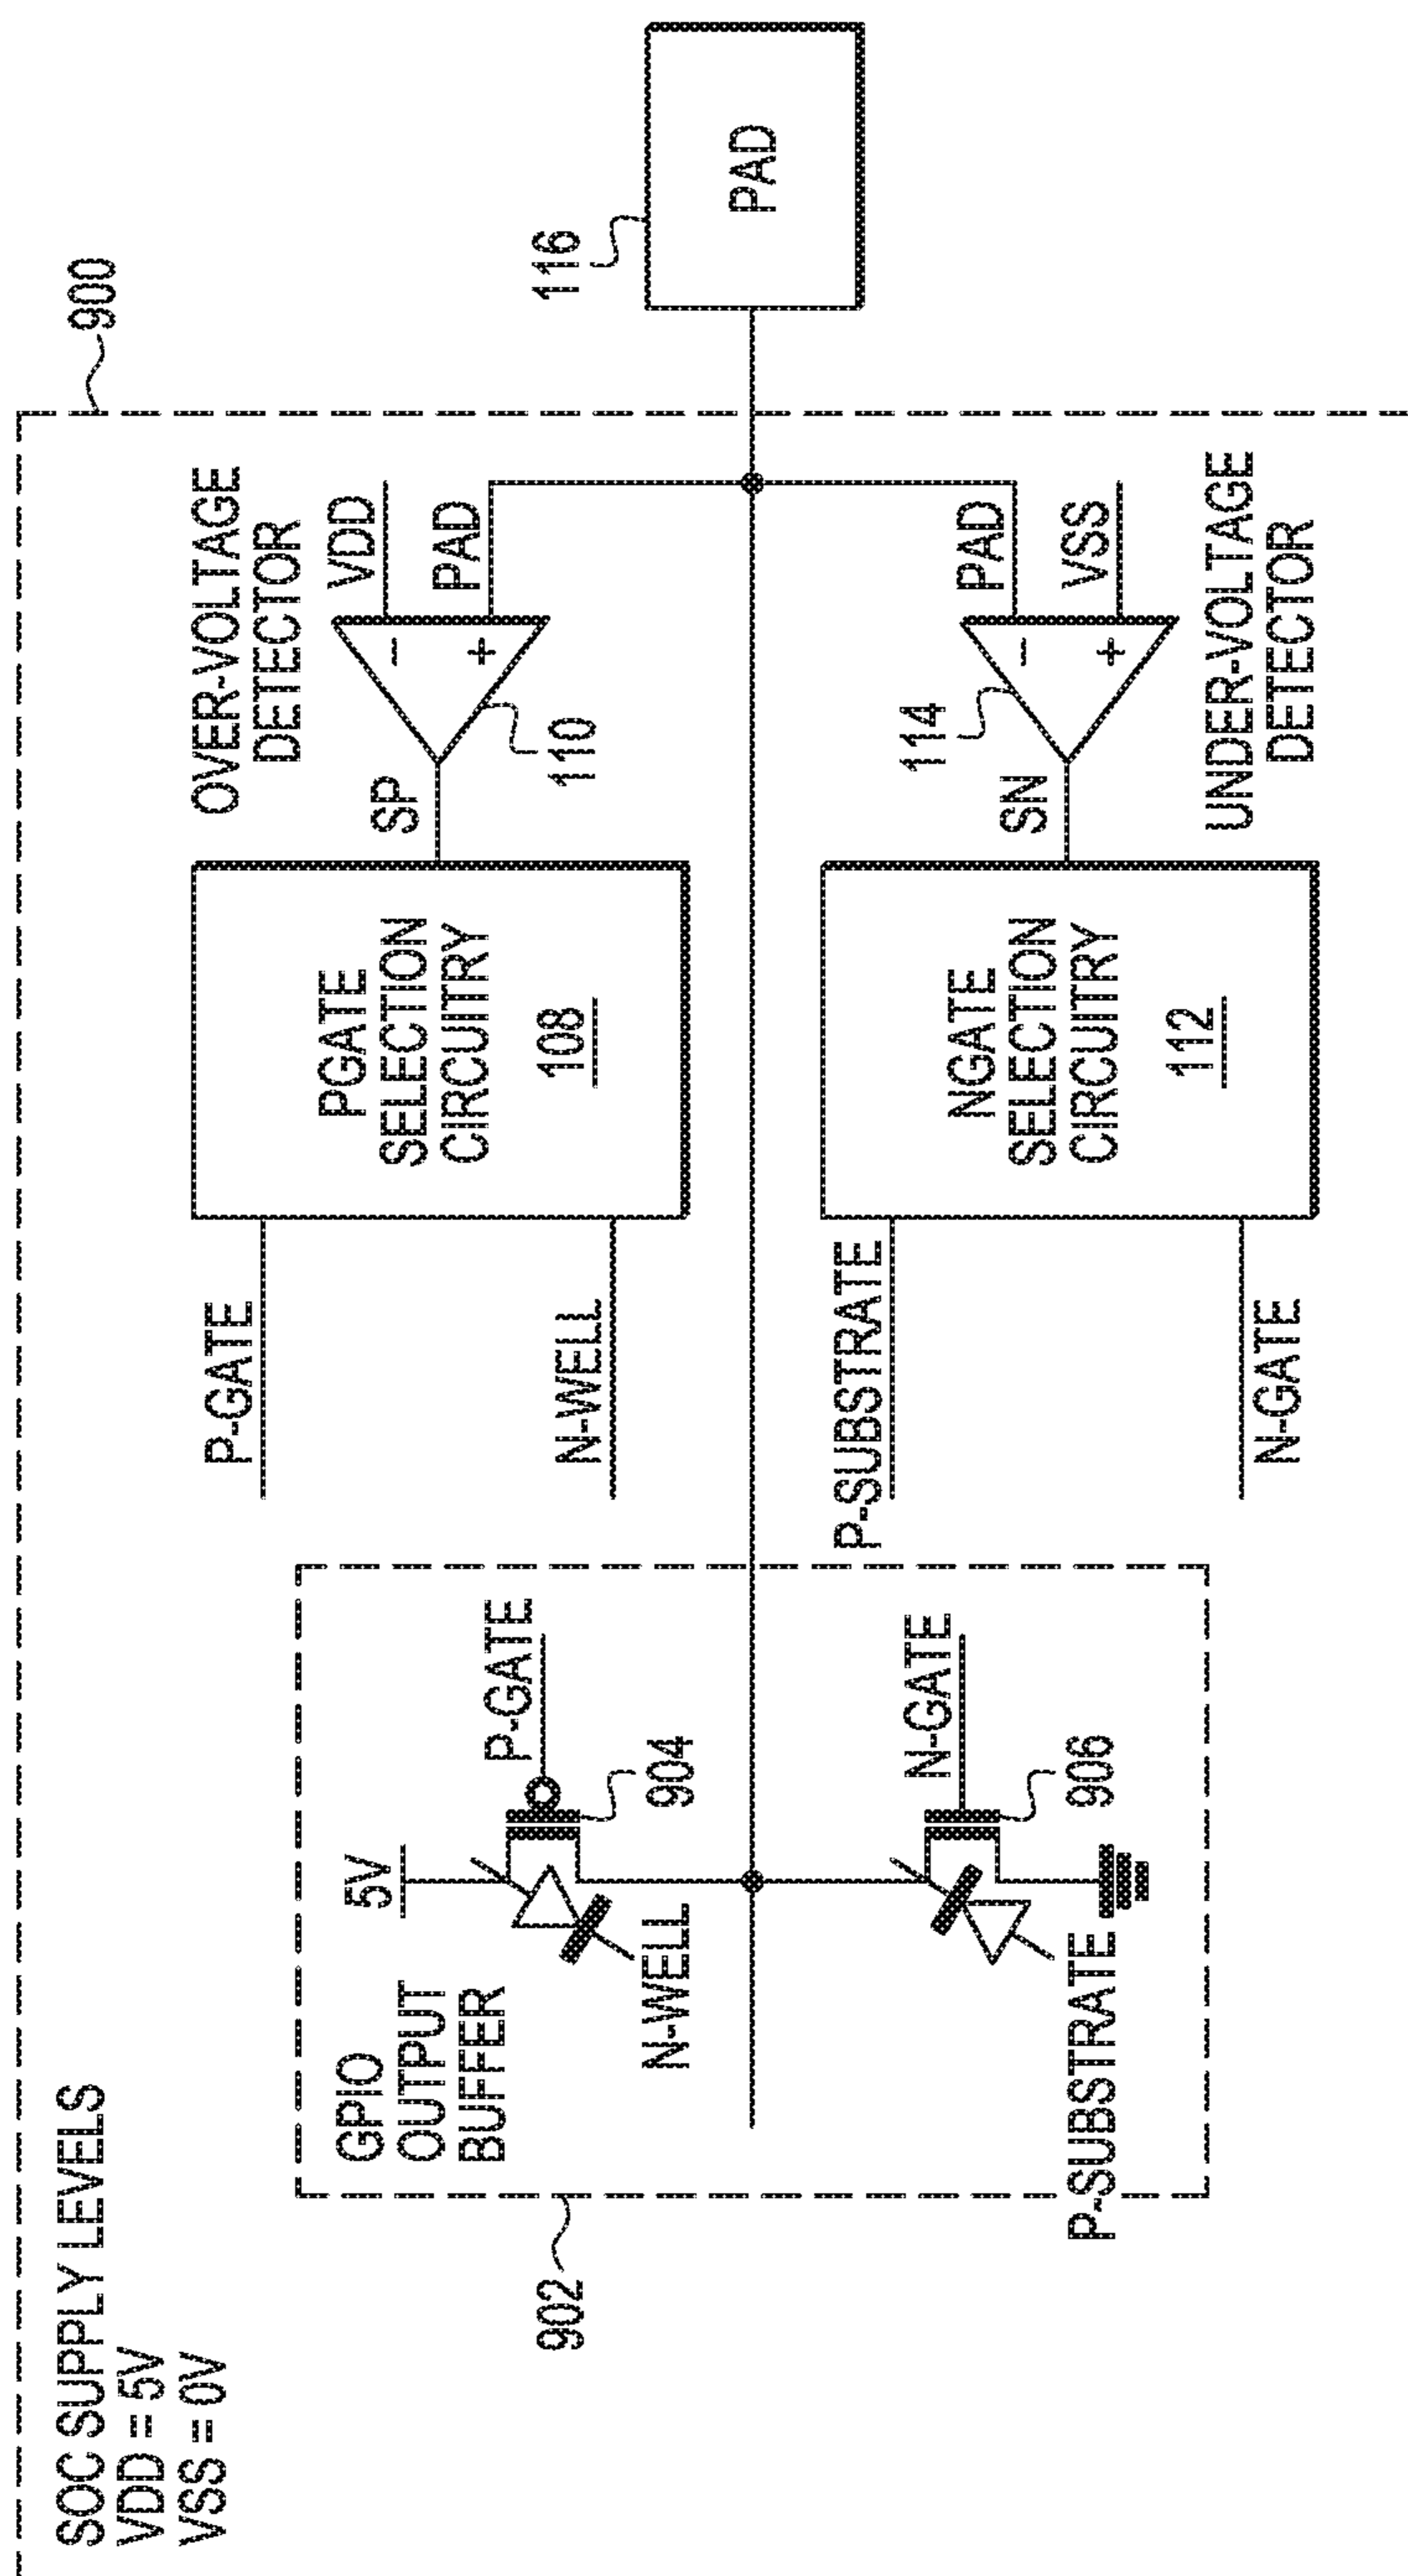 SOC SUPPLY LEVELS
VDD = 5V
VSS = 0V
900
902
GPIO
OUTPUT
BUFFER
5V
P-GATE
904
N-WELL
N-GATE
906
P-SUBSTRATE
P-GATE
N-WELL
PGATE
SELECTION
CIRCUITRY
108
SP
OVER-VOLTAGE
DETECTOR
VDD
PAD
−
+
110
P-SUBSTRATE
N-GATE
NGATE
SELECTION
CIRCUITRY
112
SN
114
PAD
VSS
−
+
UNDER-VOLTAGE
DETECTOR
116
PAD